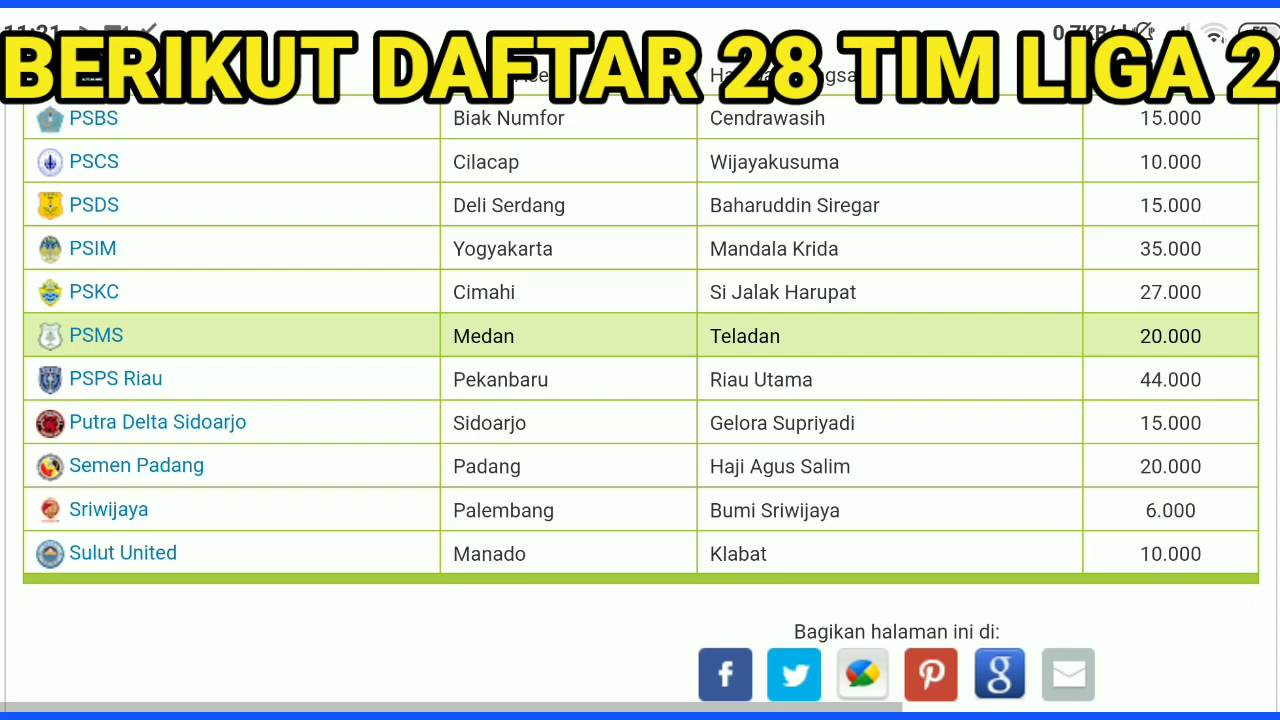 11:21
BERIKUT DAFTAR 28 TIM LIGA 2
PSBS Biak Numfor Cendrawasih 15.000
PSCS Cilacap Wijayakusuma 10.000
PSDS Deli Serdang Baharuddin Siregar 15.000
PSIM Yogyakarta Mandala Krida 35.000
PSKC Cimahi Si Jalak Harupat 27.000
PSMS Medan Teladan 20.000
PSPS Riau Pekanbaru Riau Utama 44.000
Putra Delta Sidoarjo Sidoarjo Gelora Supriyadi 15.000
Semen Padang Padang Haji Agus Salim 20.000
Sriwijaya Palembang Bumi Sriwijaya 6.000
Sulut United Manado Klabat 10.000
Bagikan halaman ini di: